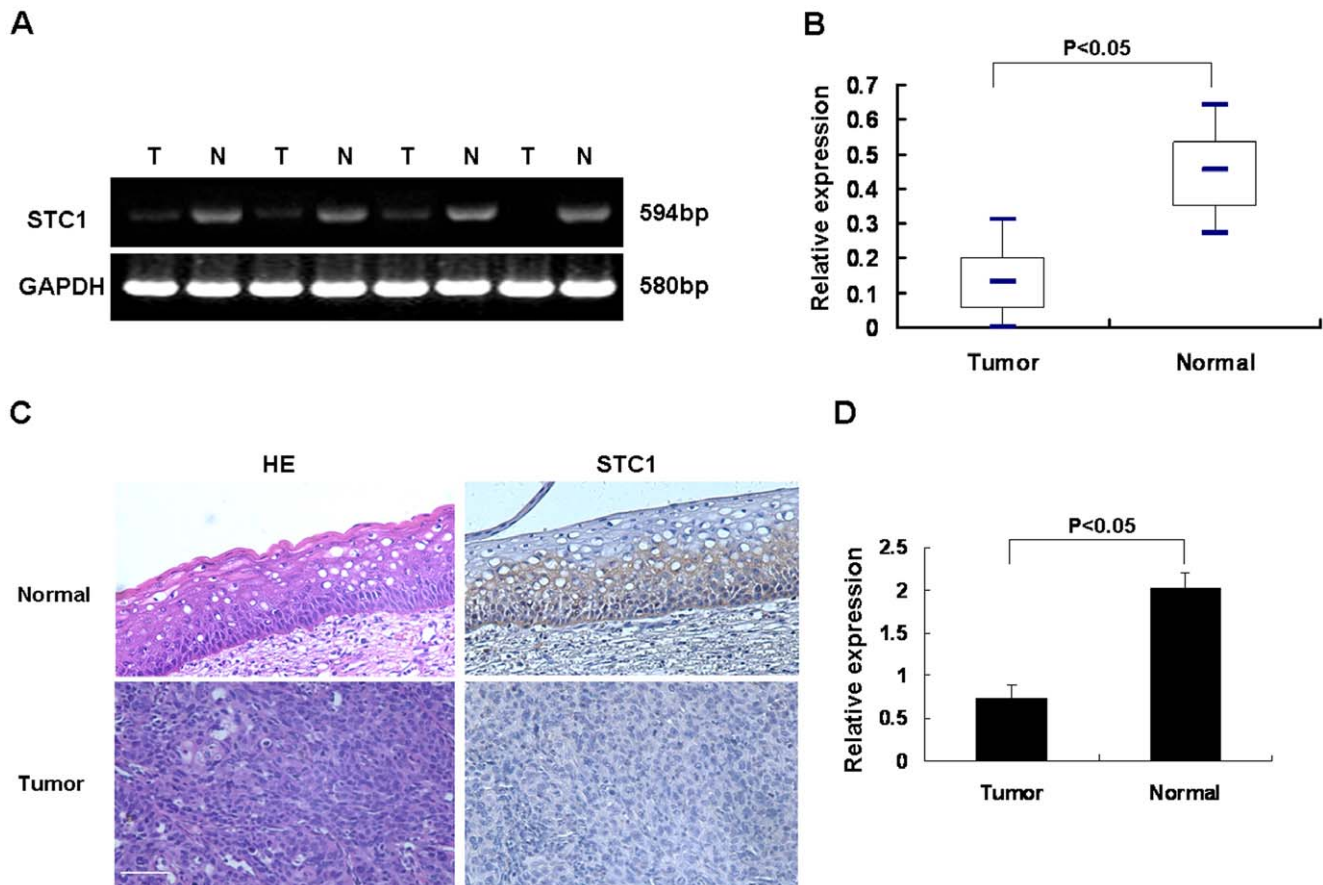 A
T N T N T N T N
STC1 594bp
GAPDH 580bp
B
P<0.05
Relative expression
0.7
0.6
0.5
0.4
0.3
0.2
0.1
0
Tumor Normal
C
HE STC1
Normal
Tumor
D
P<0.05
Relative expression
2.5
2
1.5
1
0.5
0
Tumor Normal